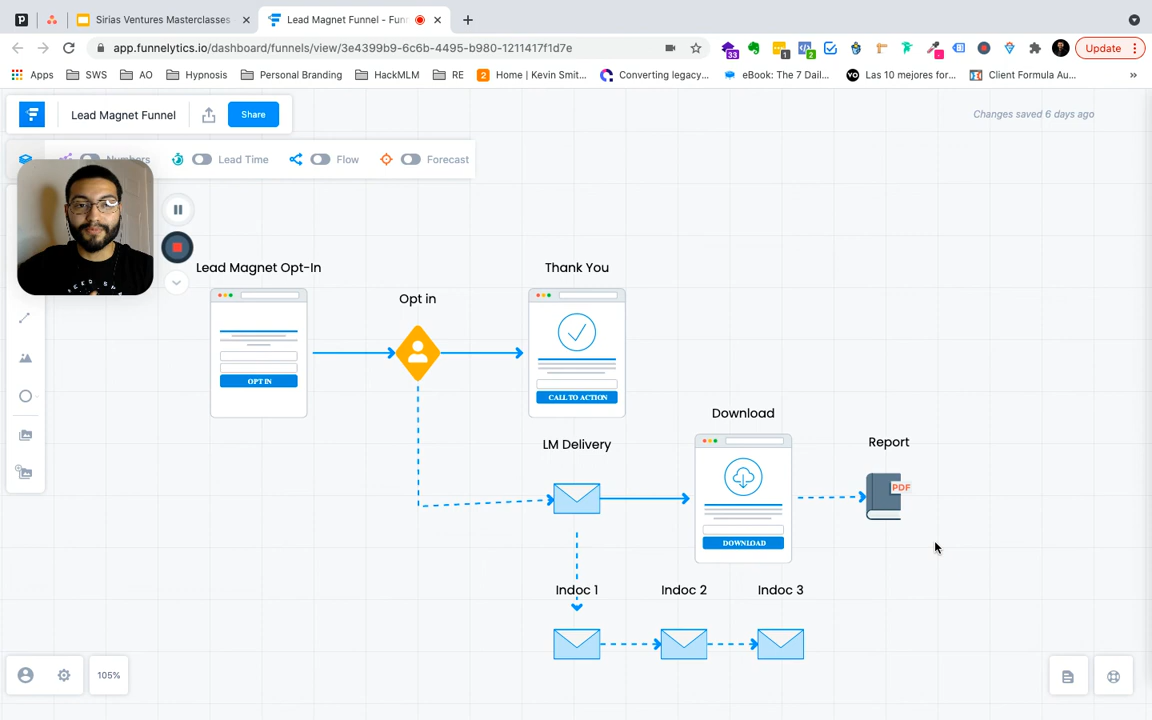 Sirias Ventures Masterclasses
Lead Magnet Funnel - Fun
app.funnelytics.io/dashboard/funnels/view/3e4399b9-6c6b-4495-b980-1211417f1d7e
33
1
2
Update
Apps
SWS
AO
Hypnosis
Personal Branding
HackMLM
RE
Home | Kevin Smit...
Converting legacy...
eBook: The 7 Dail...
VO
Las 10 mejores for...
Client Formula Au...
»
Lead Magnet Funnel
Share
Changes saved 6 days ago
Numbers
Lead Time
Flow
Forecast
Lead Magnet Opt-In
Opt in
Thank You
OPT IN
CALL TO ACTION
LM Delivery
Download
Report
PDF
DOWNLOAD
Indoc 1
Indoc 2
Indoc 3
105%